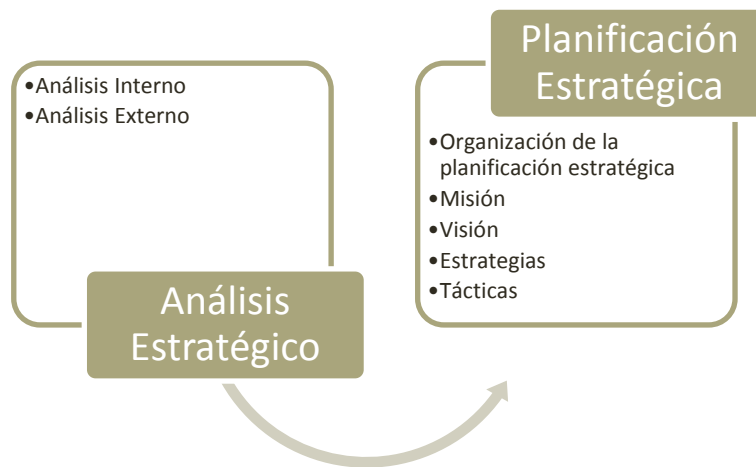 •Análisis Interno
•Análisis Externo
Análisis
Estratégico
Planificación
Estratégica
•Organización de la
planificación estratégica
•Misión
•Visión
•Estrategias
•Tácticas